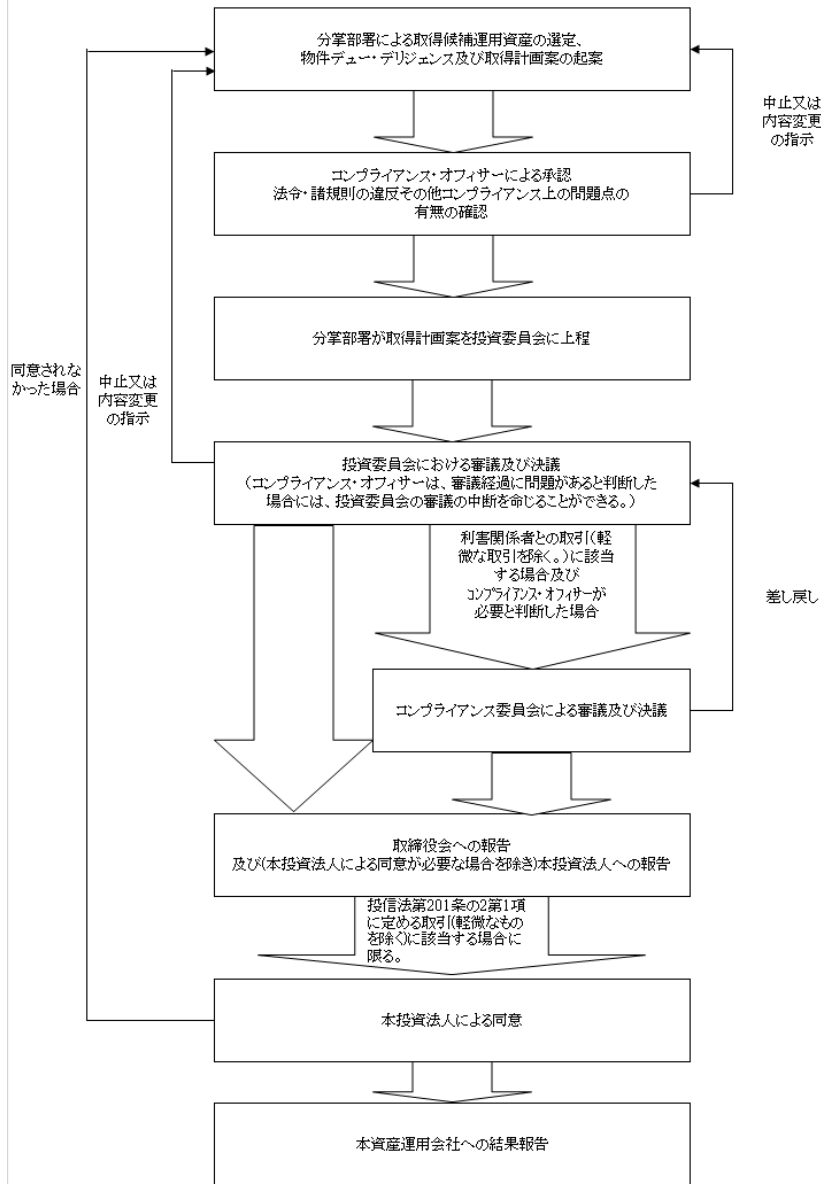 分掌部署による取得候補運用資産の選定、
物件デュー・デリジェンス及び取得計画案の起案
中止又は
内容変更
の指示
コンプライアンス・オフィサーによる承認
法令・諸規則の違反その他コンプライアンス上の問題点の
有無の確認
分掌部署が取得計画案を投資委員会に上程
同意されな
かった場合
中止又は
内容変更
の指示
投資委員会における審議及び決議
（コンプライアンス・オフィサーは、審議経過に問題があると判断した
場合には、投資委員会の審議の中断を命じることができる。）
利害関係者との取引(軽
微な取引を除く。)に該当
する場合及び
コンプライアンス・オフィサーが
必要と判断した場合
差し戻し
コンプライアンス委員会による審議及び決議
取締役会への報告
及び(本投資法人による同意が必要な場合を除き)本投資法人への報告
投信法第201条の2第1項
に定める取引(軽微なもの
を除く)に該当する場合に
限る。
本投資法人による同意
本資産運用会社への結果報告